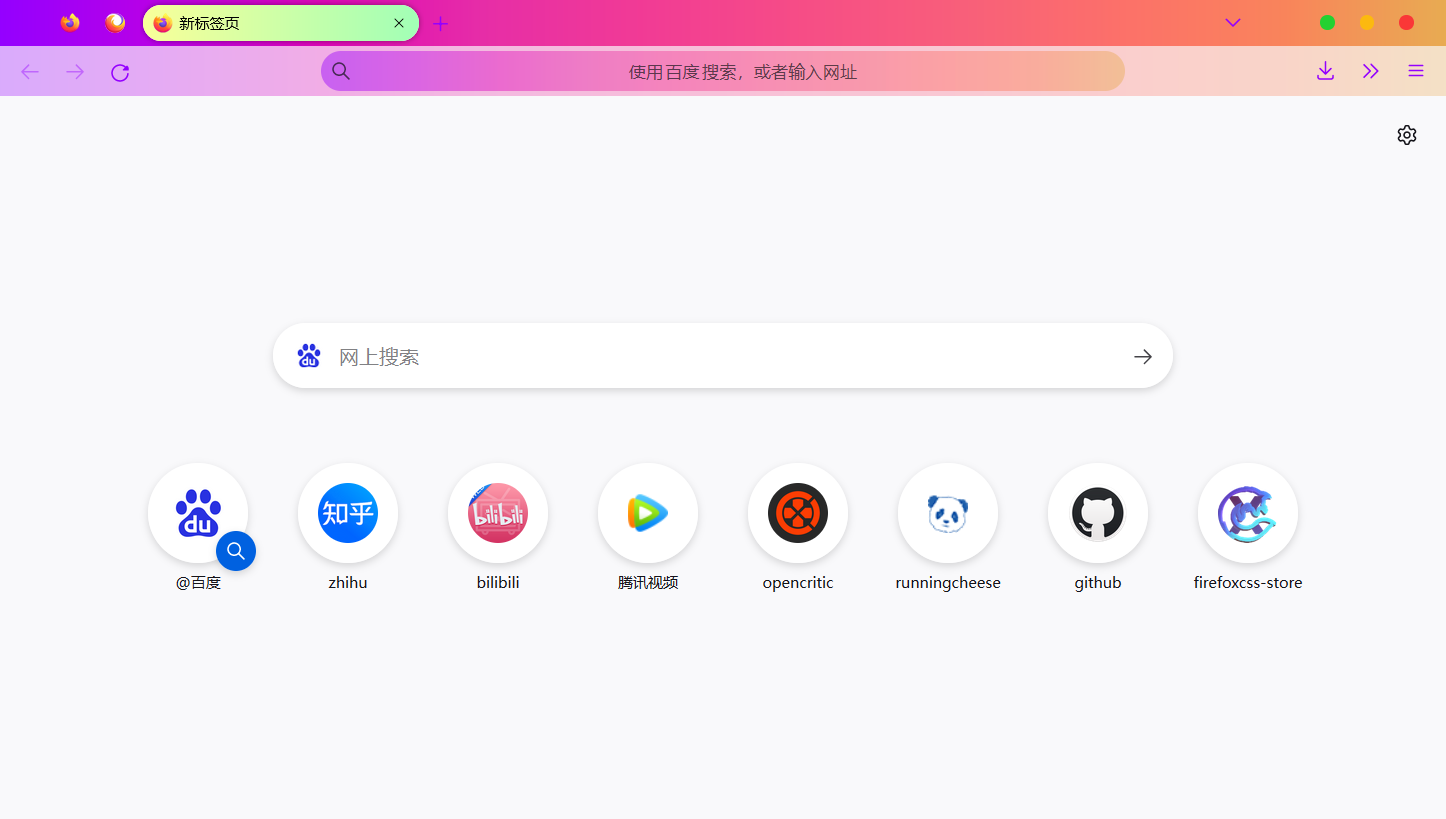 新标签页
使用百度搜索，或者输入网址
du
网上搜索
du
知乎
bilibili
@百度
zhihu
bilibili
腾讯视频
opencritic
runningcheese
github
firefoxcss-store